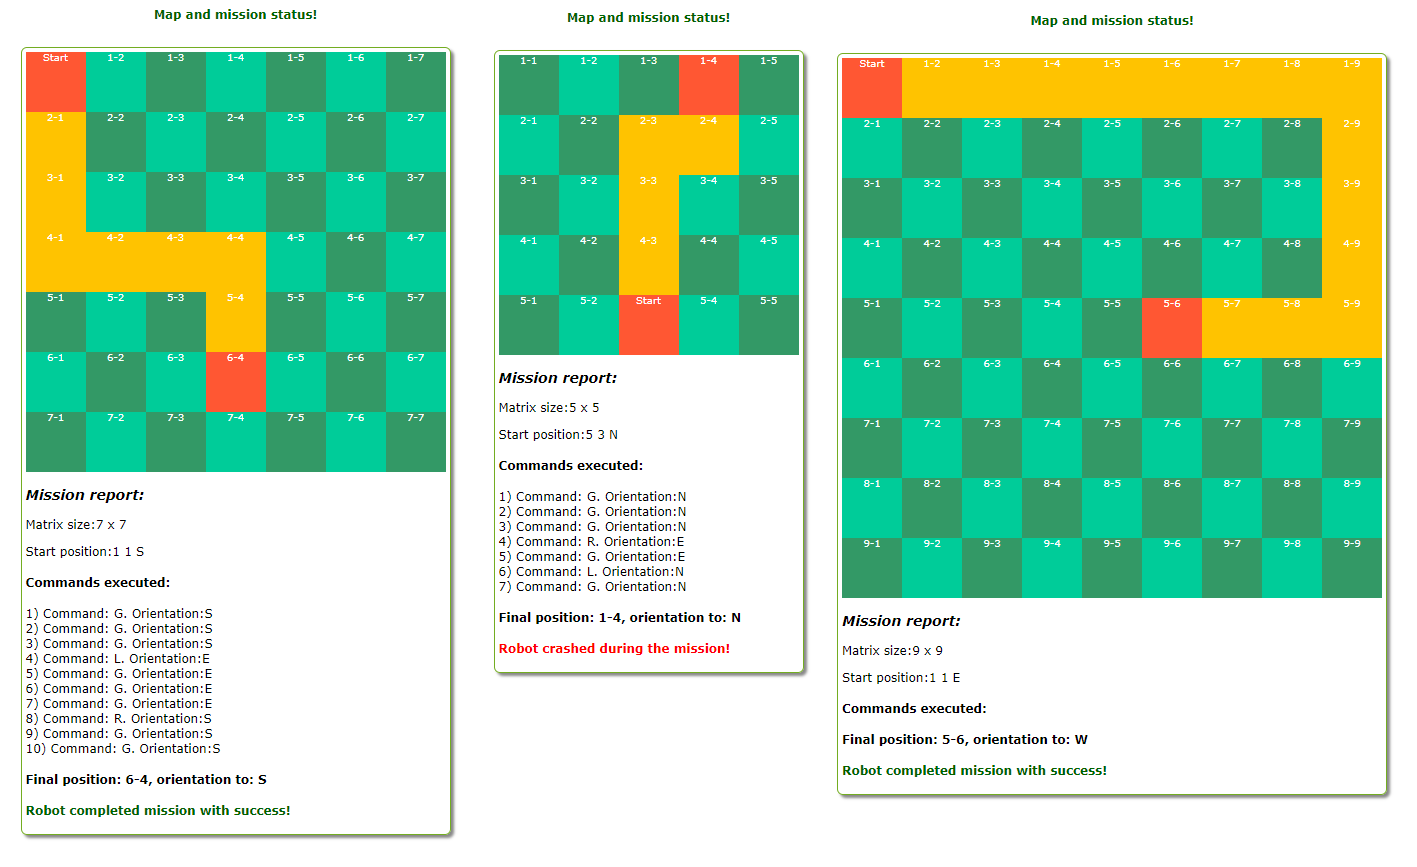 Map and mission status!
Start 1-2 1-3 1-4 1-5 1-6 1-7
2-1 2-2 2-3 2-4 2-5 2-6 2-7
3-1 3-2 3-3 3-4 3-5 3-6 3-7
4-1 4-2 4-3 4-4 4-5 4-6 4-7
5-1 5-2 5-3 5-4 5-5 5-6 5-7
6-1 6-2 6-3 6-4 6-5 6-6 6-7
7-1 7-2 7-3 7-4 7-5 7-6 7-7
Mission report:
Matrix size:7 x 7
Start position:1 1 S
Commands executed:
1) Command: G. Orientation:S
2) Command: G. Orientation:S
3) Command: G. Orientation:S
4) Command: L. Orientation:E
5) Command: G. Orientation:E
6) Command: G. Orientation:E
7) Command: G. Orientation:E
8) Command: R. Orientation:S
9) Command: G. Orientation:S
10) Command: G. Orientation:S
Final position: 6-4, orientation to: S
Robot completed mission with success!
Map and mission status!
1-1 1-2 1-3 1-4 1-5
2-1 2-2 2-3 2-4 2-5
3-1 3-2 3-3 3-4 3-5
4-1 4-2 4-3 4-4 4-5
5-1 5-2 Start 5-4 5-5
Mission report:
Matrix size:5 x 5
Start position:5 3 N
Commands executed:
1) Command: G. Orientation:N
2) Command: G. Orientation:N
3) Command: G. Orientation:N
4) Command: R. Orientation:E
5) Command: G. Orientation:E
6) Command: L. Orientation:N
7) Command: G. Orientation:N
Final position: 1-4, orientation to: N
Robot crashed during the mission!
Map and mission status!
Start 1-2 1-3 1-4 1-5 1-6 1-7 1-8 1-9
2-1 2-2 2-3 2-4 2-5 2-6 2-7 2-8 2-9
3-1 3-2 3-3 3-4 3-5 3-6 3-7 3-8 3-9
4-1 4-2 4-3 4-4 4-5 4-6 4-7 4-8 4-9
5-1 5-2 5-3 5-4 5-5 5-6 5-7 5-8 5-9
6-1 6-2 6-3 6-4 6-5 6-6 6-7 6-8 6-9
7-1 7-2 7-3 7-4 7-5 7-6 7-7 7-8 7-9
8-1 8-2 8-3 8-4 8-5 8-6 8-7 8-8 8-9
9-1 9-2 9-3 9-4 9-5 9-6 9-7 9-8 9-9
Mission report:
Matrix size:9 x 9
Start position:1 1 E
Commands executed:
Final position: 5-6, orientation to: W
Robot completed mission with success!